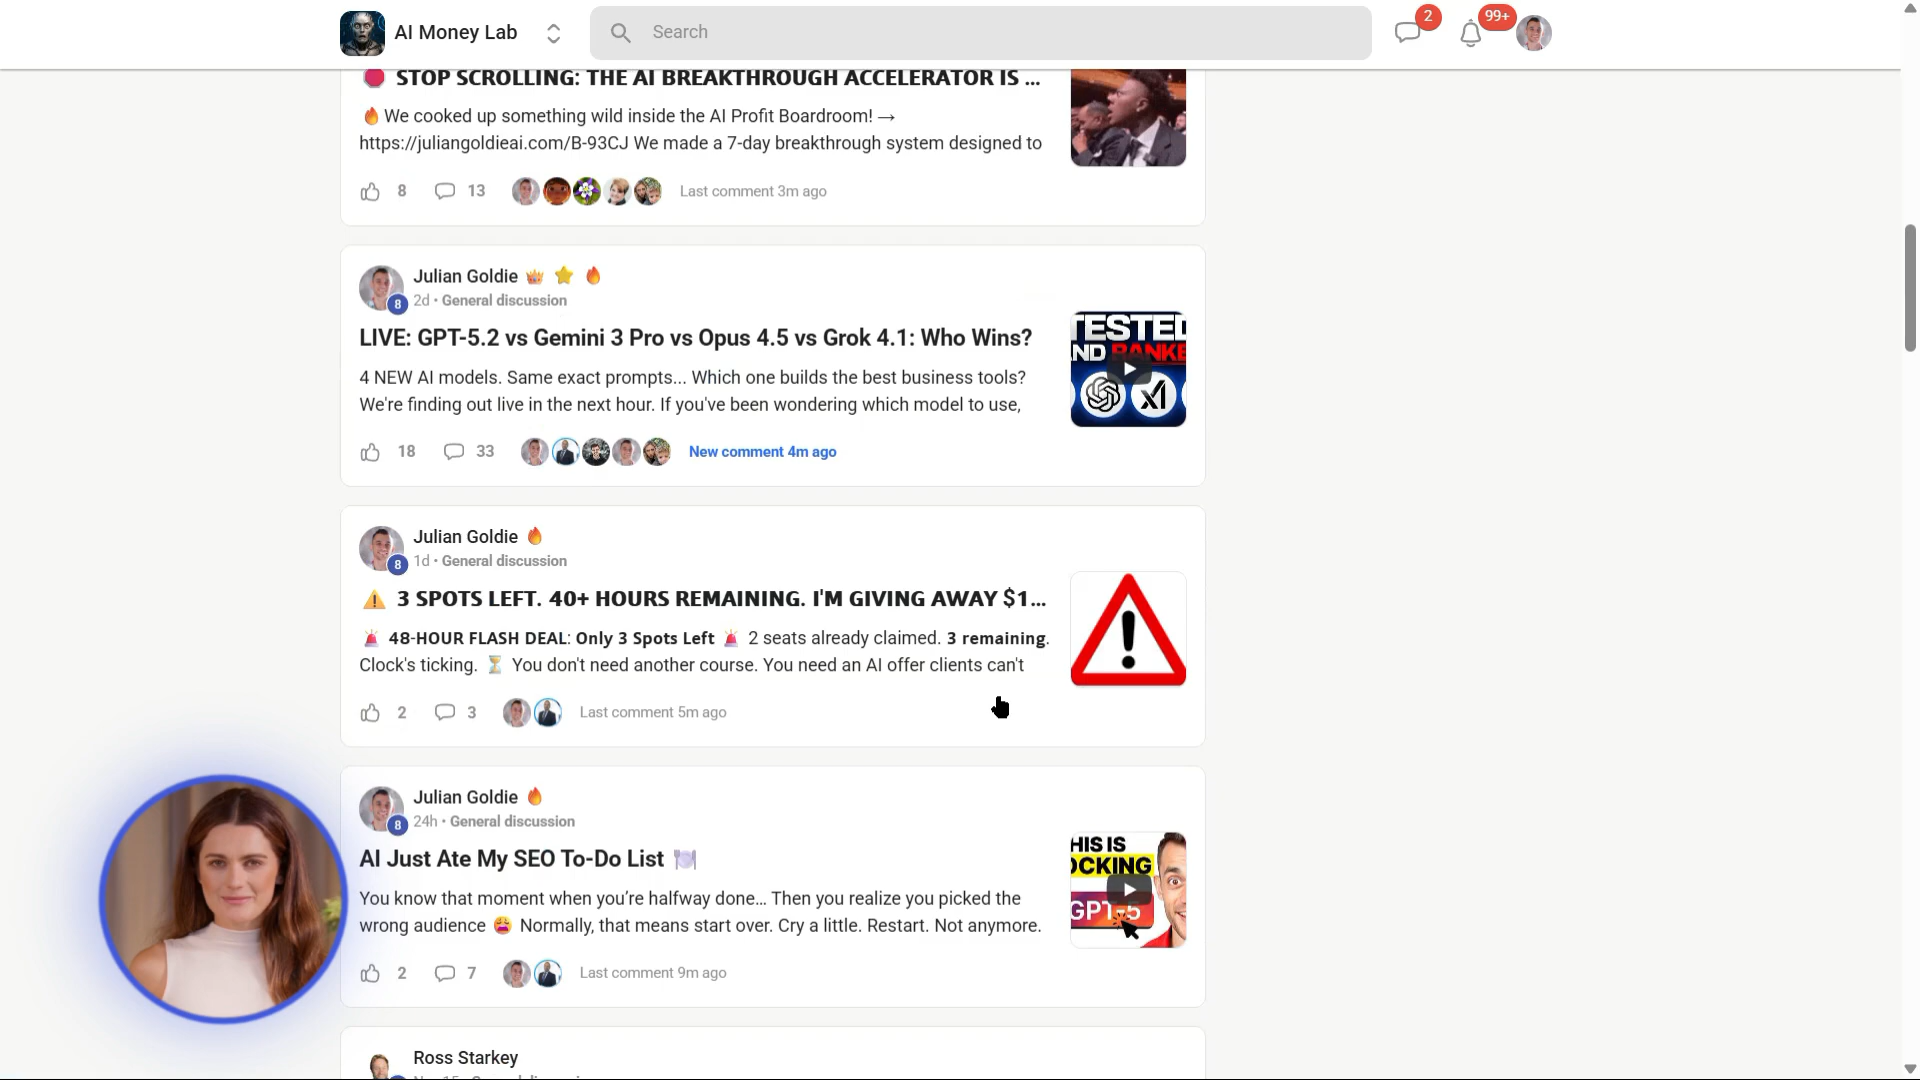 AI Money Lab
Search
2
99+
STOP SCROLLING: THE AI BREAKTHROUGH ACCELERATOR IS ...
We cooked up something wild inside the AI Profit Boardroom! →
https://juliangoldieai.com/B-93CJ We made a 7-day breakthrough system designed to
8
13
Last comment 3m ago
Julian Goldie
8
2d • General discussion
LIVE: GPT-5.2 vs Gemini 3 Pro vs Opus 4.5 vs Grok 4.1: Who Wins?
4 NEW AI models. Same exact prompts... Which one builds the best business tools?
We're finding out live in the next hour. If you've been wondering which model to use,
TESTED
AND RANKE
18
33
New comment 4m ago
Julian Goldie
8
1d • General discussion
3 SPOTS LEFT. 40+ HOURS REMAINING. I'M GIVING AWAY $1...
48-HOUR FLASH DEAL: Only 3 Spots Left 2 seats already claimed. 3 remaining.
Clock's ticking. You don't need another course. You need an AI offer clients can't
2
3
Last comment 5m ago
Julian Goldie
8
24h • General discussion
AI Just Ate My SEO To-Do List
You know that moment when you’re halfway done… Then you realize you picked the
wrong audience Normally, that means start over. Cry a little. Restart. Not anymore.
HIS IS
OCKING
GPT-5
2
7
Last comment 9m ago
Ross Starkey